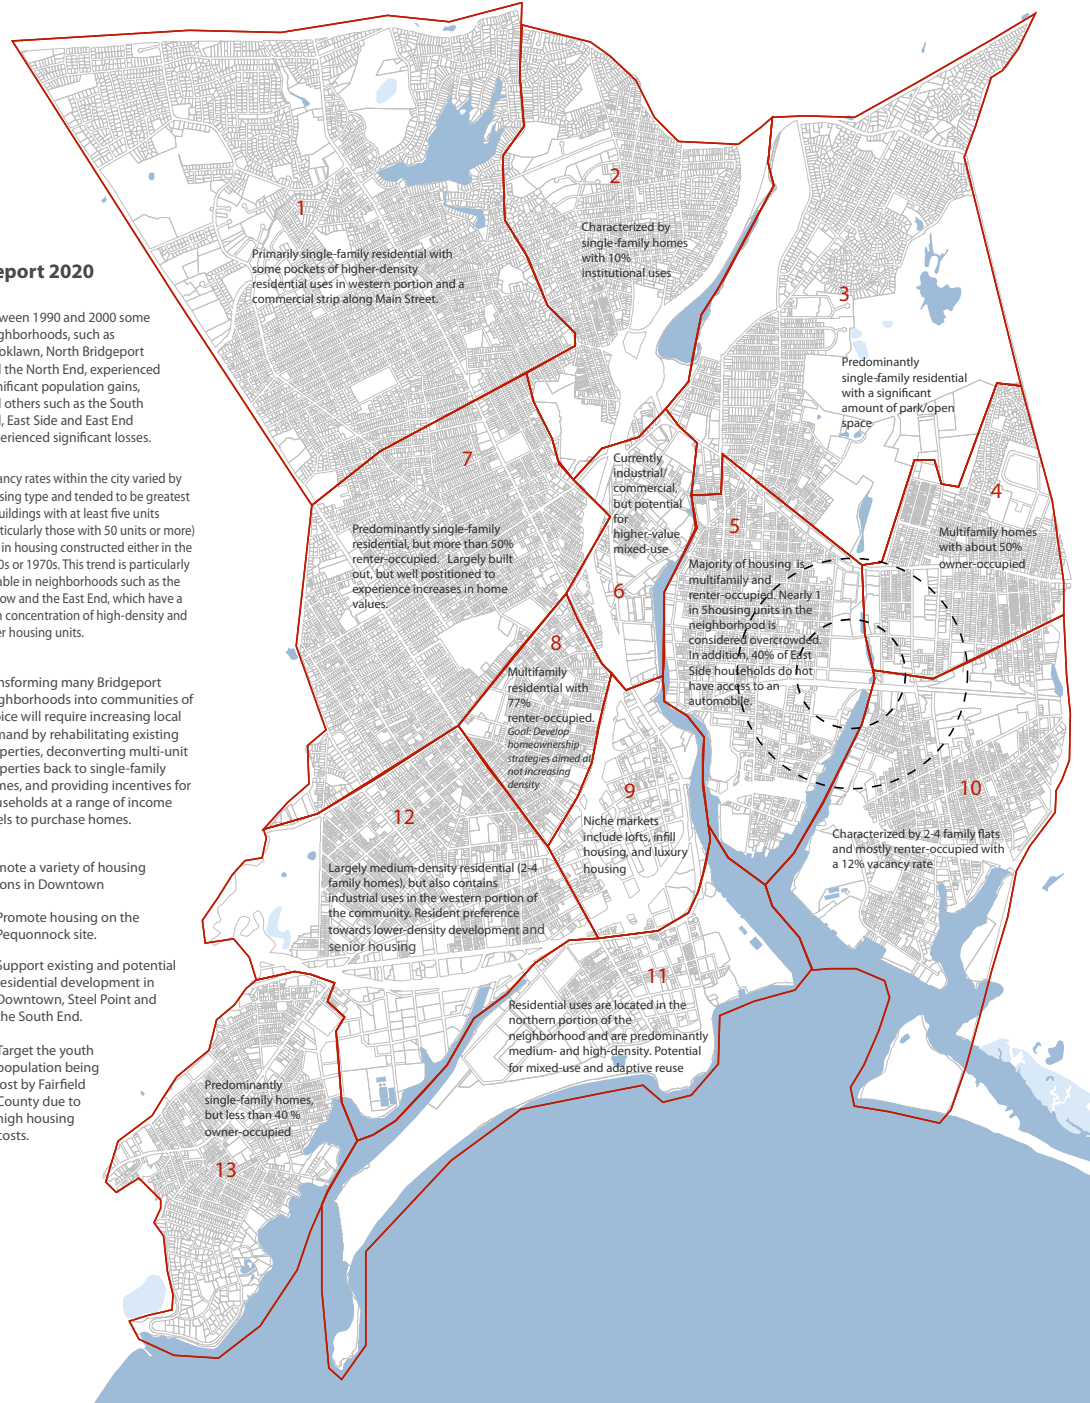 eport 2020
ween 1990 and 2000 some
ghborhoods, such as
oklawn, North Bridgeport
d the North End, experienced
nificant population gains,
d others such as the South
d, East Side and East End
erienced significant losses.
ancy rates within the city varied by
sing type and tended to be greatest
buildings with at least five units
rticularly those with 50 units or more)
in housing constructed either in the
0s or 1970s. This trend is particularly
able in neighborhoods such as the
low and the East End, which have a
h concentration of high-density and
er housing units.
nsforming many Bridgeport
ghborhoods into communities of
ice will require increasing local
mand by rehabilitating existing
perties, deconverting multi-unit
perties back to single-family
mes, and providing incentives for
seholds at a range of income
els to purchase homes.
mote a variety of housing
ons in Downtown
Promote housing on the
Pequonnock site.
Support existing and potential
residential development in
Downtown, Steel Point and
the South End.
Target the youth
population being
lost by Fairfield
County due to
high housing
costs.
1
Primarily single-family residential with
some pockets of higher-density
residential uses in western portion and a
commercial strip along Main Street.
2
Characterized by
single-family homes
with 10%
institutional uses
3
Predominantly
single-family residential
with a significant
amount of park/open
space
4
Multifamily homes
with about 50%
owner-occupied
5
Majority of housing is
multifamily and
renter-occupied. Nearly 1
in 5housing units in the
neighborhood is
considered overcrowded.
In addition, 40% of East
Side households do not
have access to an
automobile.
Currently
industrial/
commercial,
but potential
for
higher-value
mixed-use
6
7
Predominantly single-family
residential, but more than 50%
renter-occupied. Largely built
out, but well postitioned to
experience increases in home
values.
8
Multifamily
residential with
77%
renter-occupied.
Goal: Develop
homeownership
strategies aimed at
not increasing
density
9
Niche markets
include lofts, infill
housing, and luxury
housing
10
Characterized by 2-4 family flats
and mostly renter-occupied with
a 12% vacancy rate
11
Residential uses are located in the
northern portion of the
neighborhood and are predominantly
medium- and high-density. Potential
for mixed-use and adaptive reuse
12
Largely medium-density residential (2-4
family homes), but also contains
industrial uses in the western portion of
the community. Resident preference
towards lower-density development and
senior housing
Predominantly
single-family homes,
but less than 40 %
owner-occupied
13